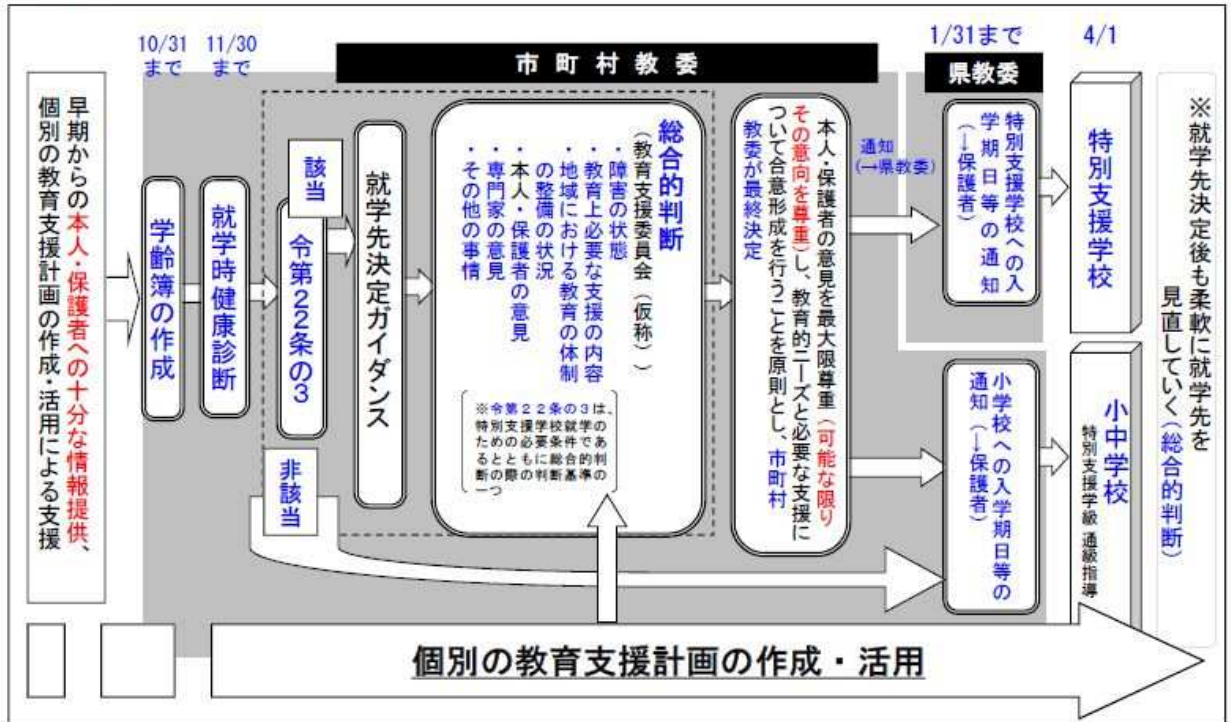 10/31
まで
11/30
まで
市町村教委
1/31まで
県教委
4/1
早期からの本人・保護者への十分な情報提供、
個別の教育支援計画の作成・活用による支援
学齢簿の作成
就学時健康診断
該当
令第22条の3
非該当
就学先決定ガイダンス
総合的判断
(教育支援委員会(仮称))
・障害の状態
・教育上必要な支援の内容
・地域における教育の体制
の整備の状況
・本人・保護者の意見
・専門家の意見
・その他の事情
※令第22条の3は、
特別支援学校就学の
ための必要条件であ
るとともに総合的判
断の際の判断基準の
一つ
本人・保護者の意見を最大限尊重(可能な限り
その意向を尊重)し、教育的ニーズと必要な支援に
ついて合意形成を行うことを原則とし、市町村
教委が最終決定
通知
(→県教委)
特別支援学校への入
学期日等の通知
(→保護者)
小学校への入学期日等の
通知(→保護者)
特別支援学校
小中学校
特別支援学級 通級指導
※就学先決定後も柔軟に就学先を
見直していく(総合的判断)
個別の教育支援計画の作成・活用